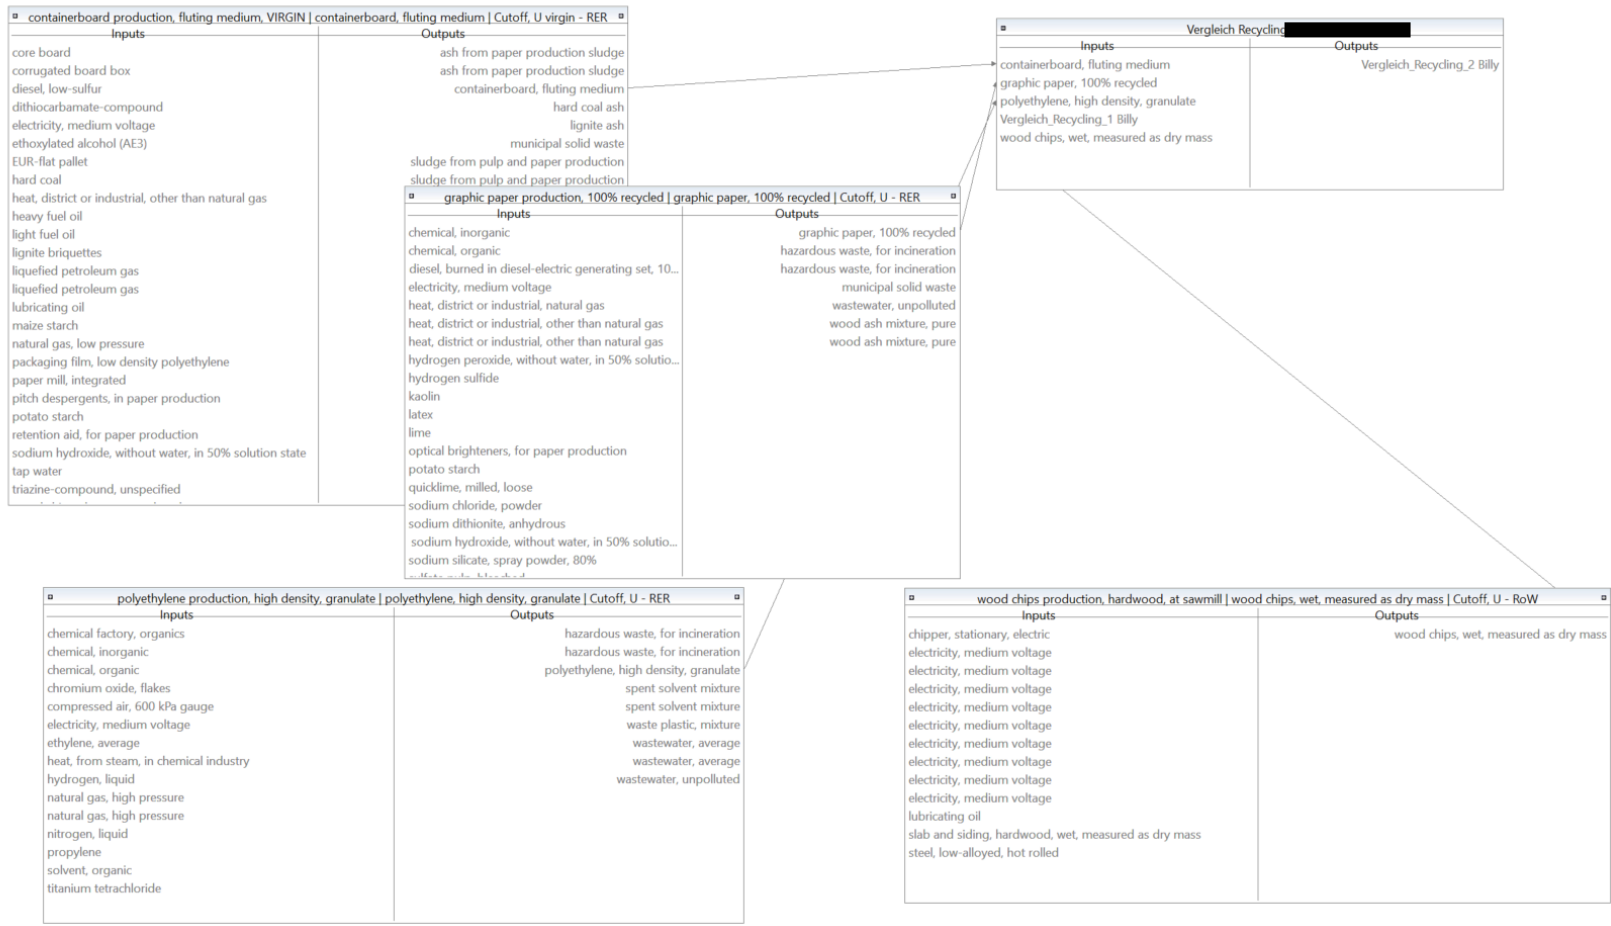 containerboard production, fluting medium, VIRGIN | containerboard, fluting medium | Cutoff, U virgin - RER
Inputs
Outputs
core board
corrugated board box
diesel, low-sulfur
dithiocarbamate-compound
electricity, medium voltage
ethoxylated alcohol (AE3)
EUR-flat pallet
hard coal
heat, district or industrial, other than natural gas
heavy fuel oil
light fuel oil
lignite briquettes
liquefied petroleum gas
liquefied petroleum gas
lubricating oil
maize starch
natural gas, low pressure
packaging film, low density polyethylene
paper mill, integrated
pitch despergents, in paper production
potato starch
retention aid, for paper production
sodium hydroxide, without water, in 50% solution state
tap water
triazine-compound, unspecified
ash from paper production sludge
ash from paper production sludge
containerboard, fluting medium
hard coal ash
lignite ash
municipal solid waste
sludge from pulp and paper production
sludge from pulp and paper production
Vergleich Recycling
Inputs
Outputs
containerboard, fluting medium
graphic paper, 100% recycled
polyethylene, high density, granulate
Vergleich_Recycling_1 Billy
wood chips, wet, measured as dry mass
Vergleich_Recycling_2 Billy
graphic paper production, 100% recycled | graphic paper, 100% recycled | Cutoff, U - RER
Inputs
Outputs
chemical, inorganic
chemical, organic
diesel, burned in diesel-electric generating set, 10...
electricity, medium voltage
heat, district or industrial, natural gas
heat, district or industrial, other than natural gas
heat, district or industrial, other than natural gas
hydrogen peroxide, without water, in 50% solutio...
hydrogen sulfide
kaolin
latex
lime
optical brighteners, for paper production
potato starch
quicklime, milled, loose
sodium chloride, powder
sodium dithionite, anhydrous
sodium hydroxide, without water, in 50% solutio...
sodium silicate, spray powder, 80%
graphic paper, 100% recycled
hazardous waste, for incineration
hazardous waste, for incineration
municipal solid waste
wastewater, unpolluted
wood ash mixture, pure
wood ash mixture, pure
polyethylene production, high density, granulate | polyethylene, high density, granulate | Cutoff, U - RER
Inputs
Outputs
chemical factory, organics
chemical, inorganic
chemical, organic
chromium oxide, flakes
compressed air, 600 kPa gauge
electricity, medium voltage
ethylene, average
heat, from steam, in chemical industry
hydrogen, liquid
natural gas, high pressure
natural gas, high pressure
nitrogen, liquid
propylene
solvent, organic
titanium tetrachloride
hazardous waste, for incineration
hazardous waste, for incineration
polyethylene, high density, granulate
spent solvent mixture
spent solvent mixture
waste plastic, mixture
wastewater, average
wastewater, average
wastewater, unpolluted
wood chips production, hardwood, at sawmill | wood chips, wet, measured as dry mass | Cutoff, U - RoW
Inputs
Outputs
chipper, stationary, electric
electricity, medium voltage
electricity, medium voltage
electricity, medium voltage
electricity, medium voltage
electricity, medium voltage
electricity, medium voltage
electricity, medium voltage
electricity, medium voltage
electricity, medium voltage
lubricating oil
slab and siding, hardwood, wet, measured as dry mass
steel, low-alloyed, hot rolled
wood chips, wet, measured as dry mass